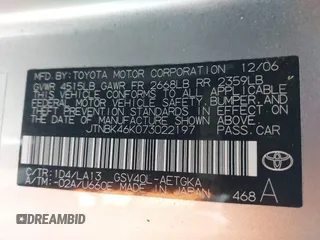 MFD. BY: TOYOTA MOTOR CORPORATION 12/06
GVWR 4515LB GAWR FR 2668LB RR 2359LB
THIS VEHICLE CONFORMS TO ALL APPLICABLE
FEDERAL MOTOR VEHICLE SAFETY, BUMPER, AND
THEFT PREVENTION STANDARDS IN EFFECT ON
THE DATE OF MANUFACTURE SHOWN ABOVE.
JTNBK46K073022197 PASS. CAR
C/TR: 1D4/LA13 GSV40L-AETGKA
A/TM: -02A/U660E MADE IN JAPAN
468 A
TOYOTA
DREAMBID